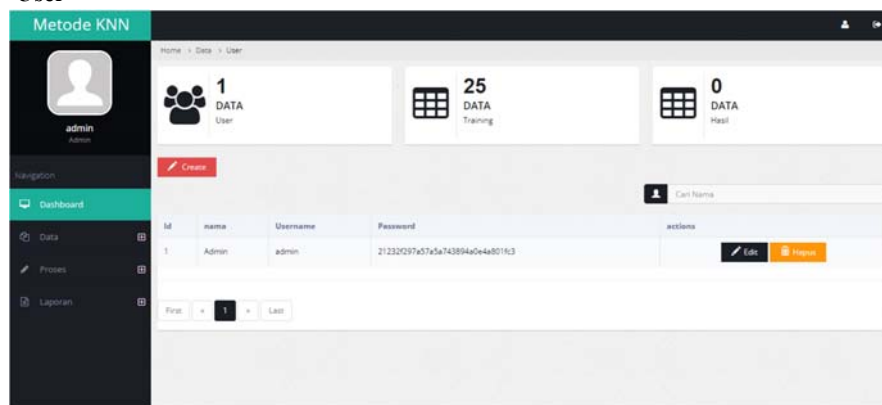 User
Metode KNN
Home > Data > User
1
DATA
User
25
DATA
Training
0
DATA
Hasil
admin
Admin
Create
Navigation
Cari Nama
Dashboard
Data
Proses
Laporan
Id name Username Password actions
1 Admin admin 21232f297a57a5a743894a0e4a801fc3 Edit Hapus
First « 1 » Last